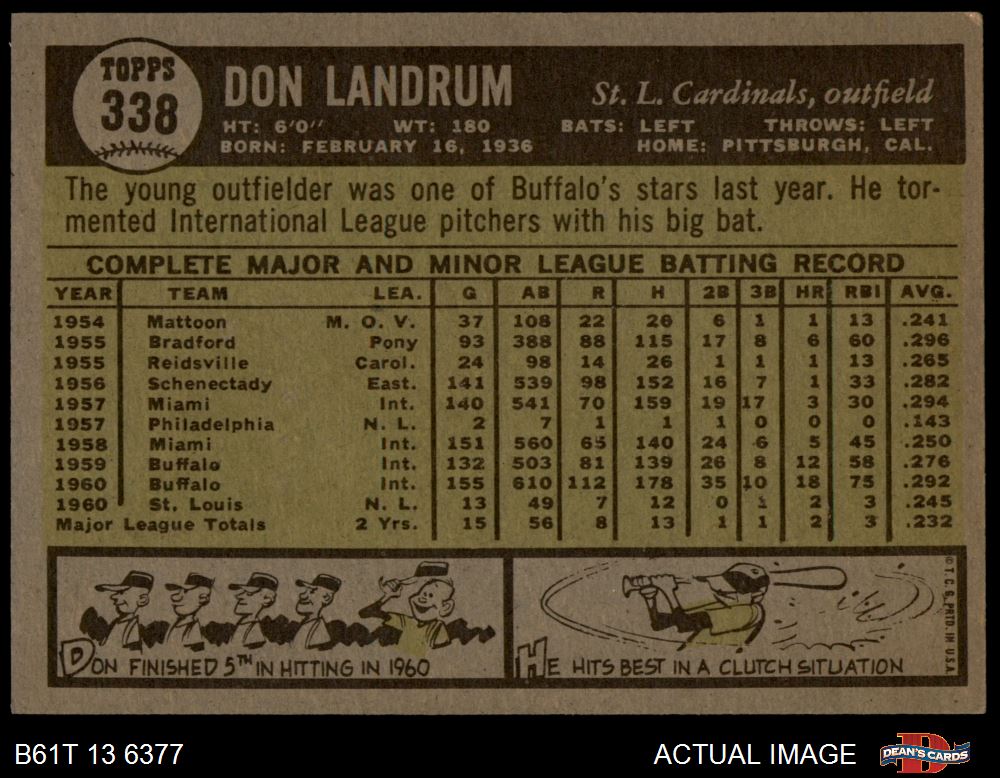 TOPPS
338
DON LANDRUM
St. L. Cardinals, outfield
HT: 6'0" WT: 180 BATS: LEFT THROWS: LEFT
BORN: FEBRUARY 16, 1936 HOME: PITTSBURGH, CAL.
The young outfielder was one of Buffalo's stars last year. He tor-
mented International League pitchers with his big bat.
COMPLETE MAJOR AND MINOR LEAGUE BATTING RECORD
YEAR TEAM LEA. G AB R H 2B 3B HR RBI AVG.
1954 Mattoon M. O. V. 37 108 22 26 6 1 1 13 .241
1955 Bradford Pony 93 388 88 115 17 8 6 60 .296
1955 Reidsville Carol. 24 98 14 26 1 1 1 13 .265
1956 Schenectady East. 141 539 98 152 16 7 1 33 .282
1957 Miami Int. 140 541 70 159 19 17 3 30 .294
1957 Philadelphia N. L. 2 7 1 1 1 0 0 0 .143
1958 Miami Int. 151 560 65 140 24 6 5 45 .250
1959 Buffalo Int. 132 503 81 139 26 8 12 58 .276
1960 Buffalo Int. 155 610 112 178 35 10 18 75 .292
1960 St. Louis N. L. 13 49 7 12 0 1 2 3 .245
Major League Totals 2 Yrs. 15 56 8 13 1 1 2 3 .232
DON FINISHED 5TH IN HITTING IN 1960
HE HITS BEST IN A CLUTCH SITUATION
© T. C. G. PRTD. IN U.S.A.
B61T 13 6377
ACTUAL IMAGE
DEAN'S CARDS